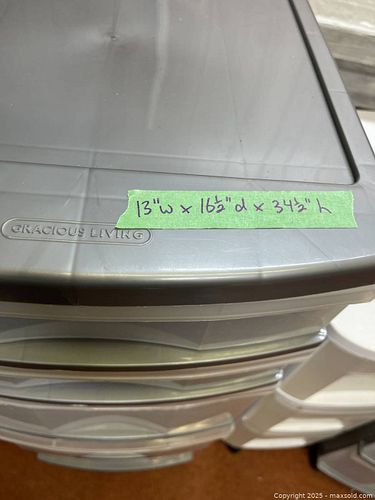 13"w x 16½"d x 34½"h
GRACIOUS LIVING
Copyright © 2025 - maxsold.com